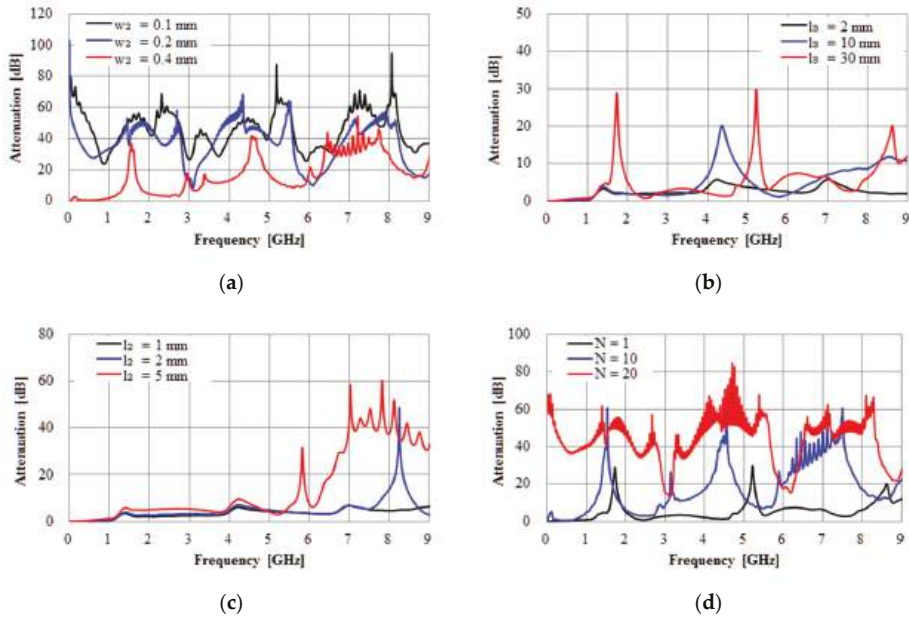 120
100
80
60
40
20
0
Attenuation [dB]
w₂ = 0.1 mm
w₂ = 0.2 mm
w₂ = 0.4 mm
0 1 2 3 4 5 6 7 8 9
Frequency [GHz]
(a)
50
40
30
20
10
0
Attenuation [dB]
l₃ = 2 mm
l₃ = 10 mm
l₃ = 30 mm
0 1 2 3 4 5 6 7 8 9
Frequency [GHz]
(b)
80
60
40
20
0
Attenuation [dB]
l₂ = 1 mm
l₂ = 2 mm
l₂ = 5 mm
0 1 2 3 4 5 6 7 8 9
Frequency [GHz]
(c)
100
80
60
40
20
0
Attenuation [dB]
N = 1
N = 10
N = 20
0 1 2 3 4 5 6 7 8 9
Frequency [GHz]
(d)